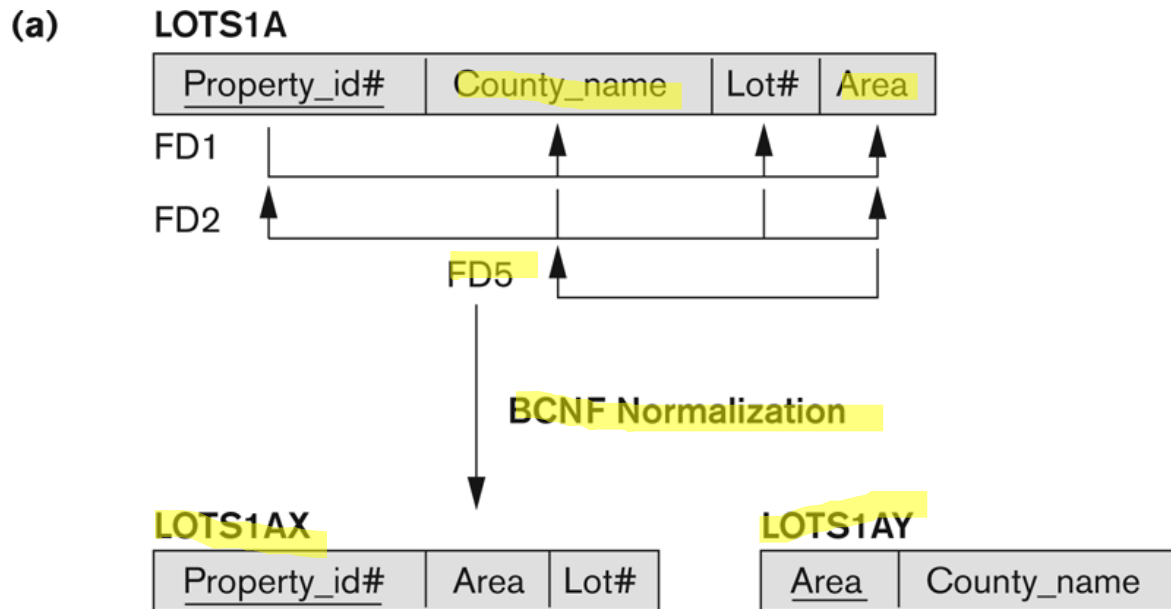 (a) LOTS1A
Property_id# County_name Lot# Area
FD1
FD2
FD5
BCNF Normalization
LOTS1AX LOTS1AY
Property_id# Area Lot# Area County_name